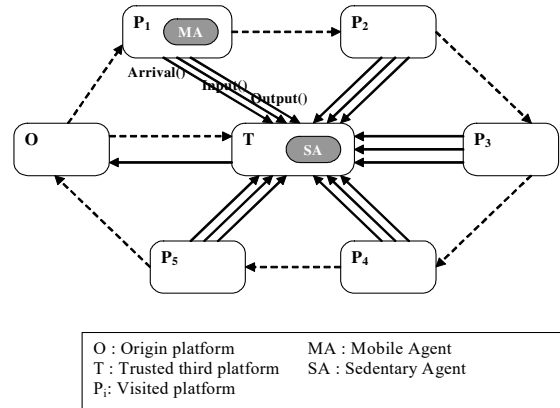 P1
MA
P2
Arrival()
Input()
Output()
O
T
SA
P3
P5
P4
O : Origin platform
MA : Mobile Agent
T : Trusted third platform
SA : Sedentary Agent
Pi: Visited platform